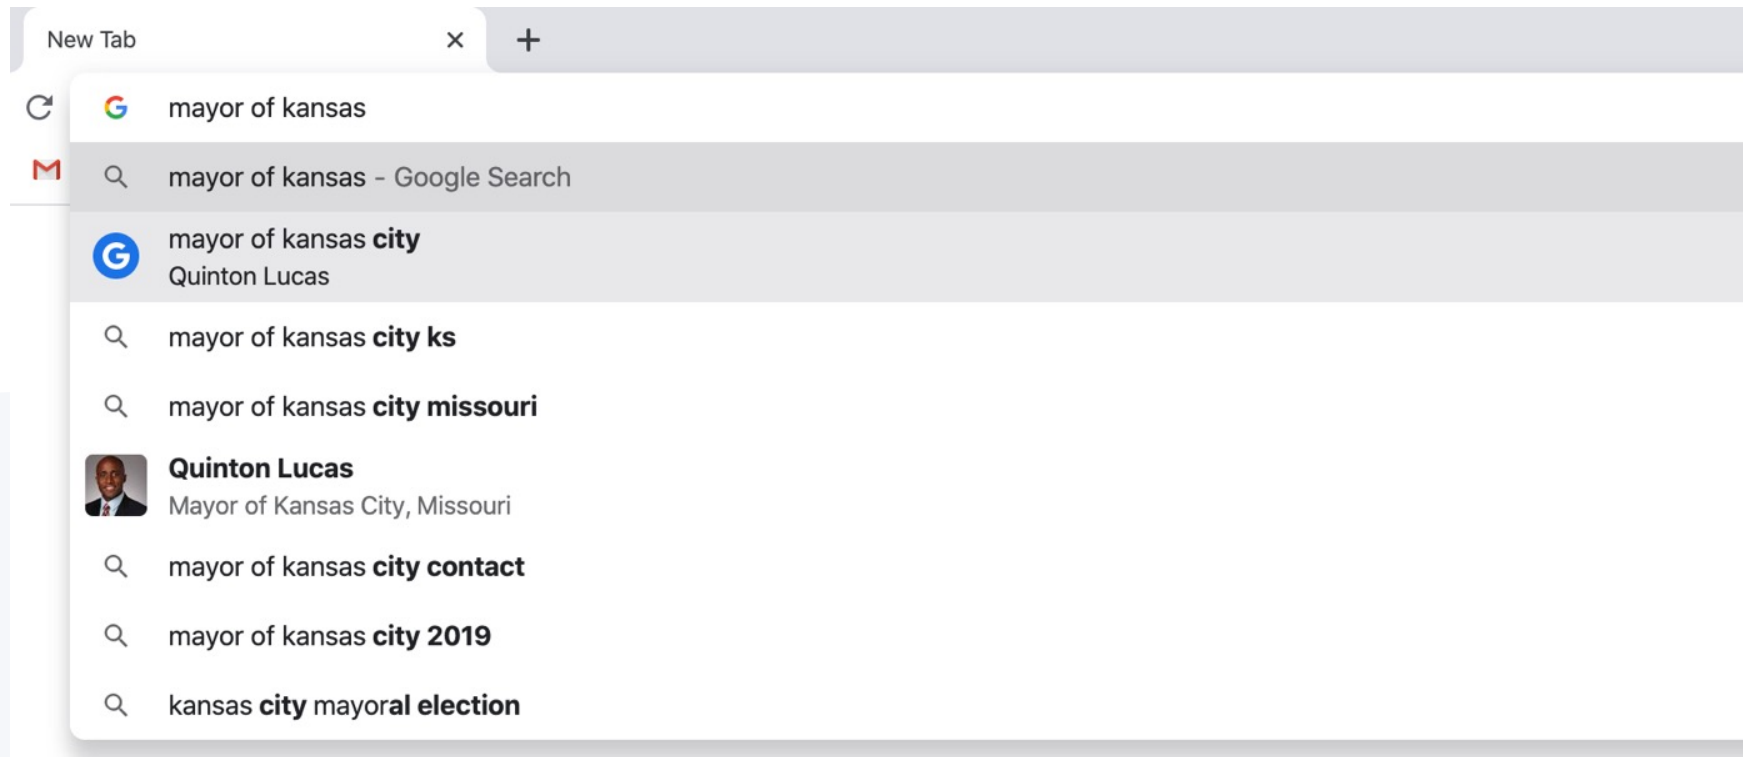 New Tab
mayor of kansas
mayor of kansas - Google Search
mayor of kansas city
Quinton Lucas
mayor of kansas city ks
mayor of kansas city missouri
Quinton Lucas
Mayor of Kansas City, Missouri
mayor of kansas city contact
mayor of kansas city 2019
kansas city mayoral election